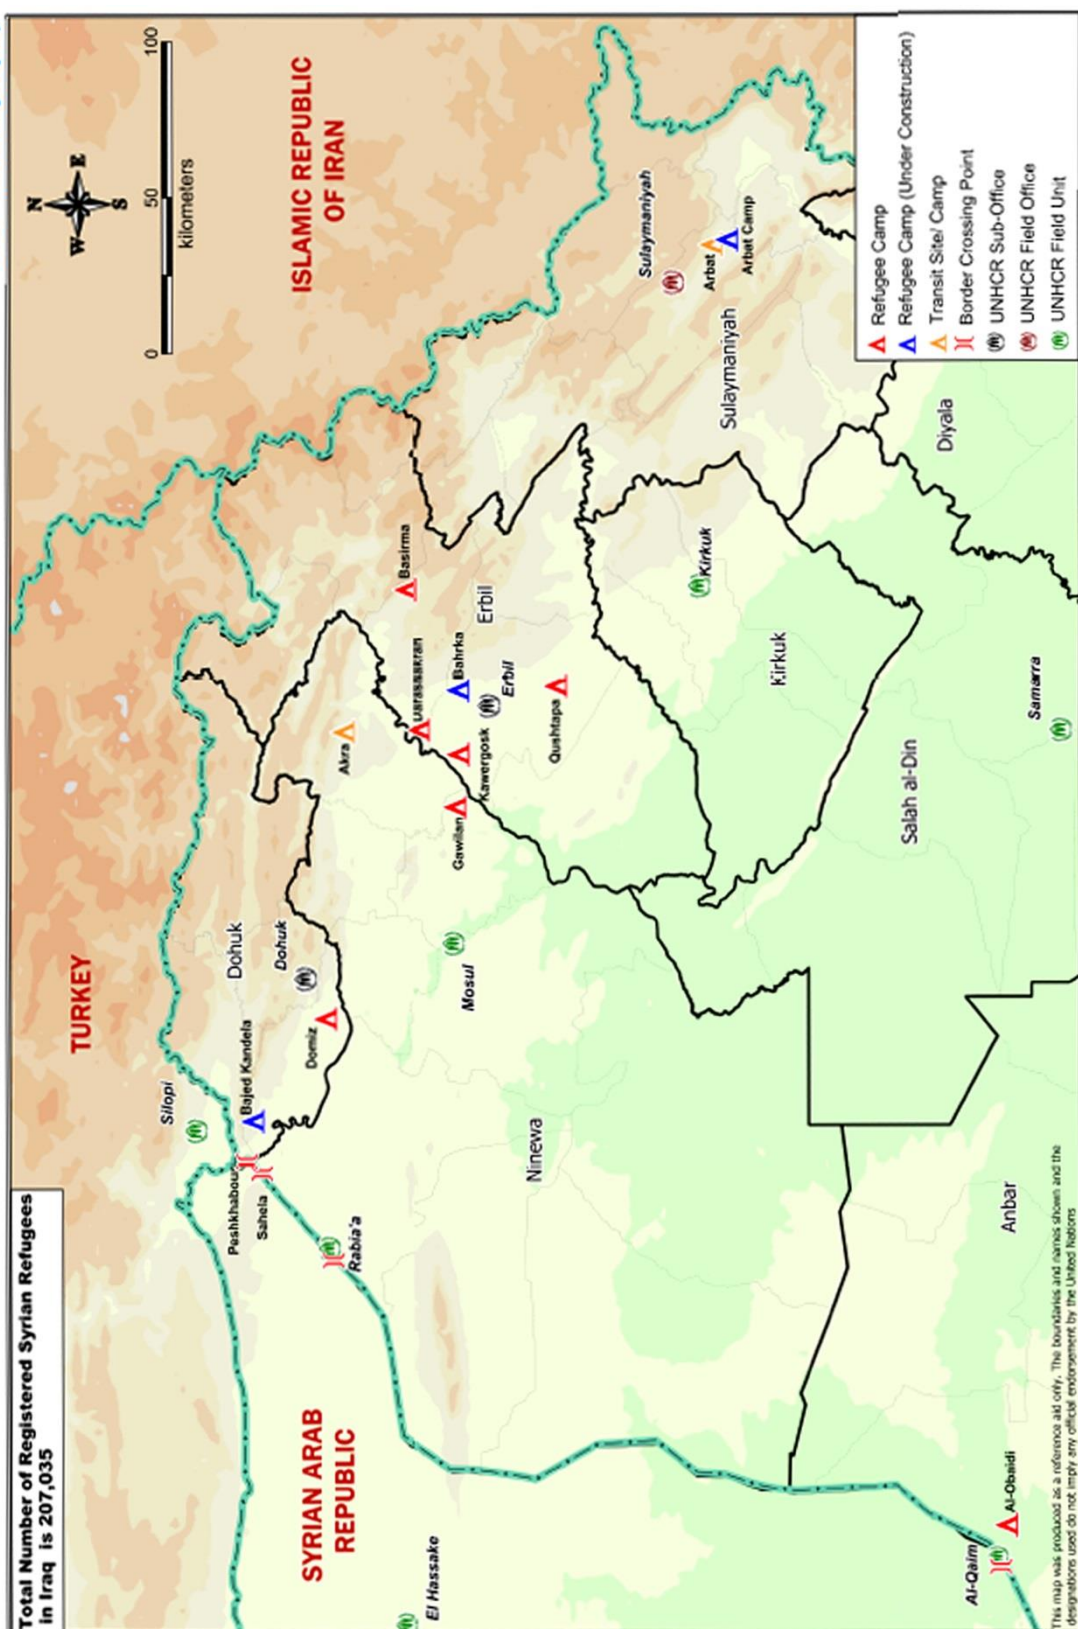 Total Number of Registered Syrian Refugees
in Iraq is 207,035
TURKEY
N
W
E
S
0
50
100
kilometers
ISLAMIC REPUBLIC
OF IRAN
SYRIAN ARAB
REPUBLIC
Silopi
Peshkhabour
Sahela
Bajed Kandela
Rabia'a
Dohuk
Dohuk
Domiz
Akra
Basirma
Bahrka
Erbil
Erbil
Kawergosk
Gawilan
Qushtapa
Mosul
Ninewa
Kirkuk
Kirkuk
Sulaymaniyah
Arbat
Arbat Camp
Sulaymaniyah
Diyala
Salah al-Din
Samarra
Anbar
El Hassake
Al-Qaim
Al-Obaidi
Refugee Camp
Refugee Camp (Under Construction)
Transit Site/ Camp
Border Crossing Point
UNHCR Sub-Office
UNHCR Field Office
UNHCR Field Unit
This map was produced as a reference aid only. The boundaries and names shown and the
designations used do not imply any official endorsement by the United Nations